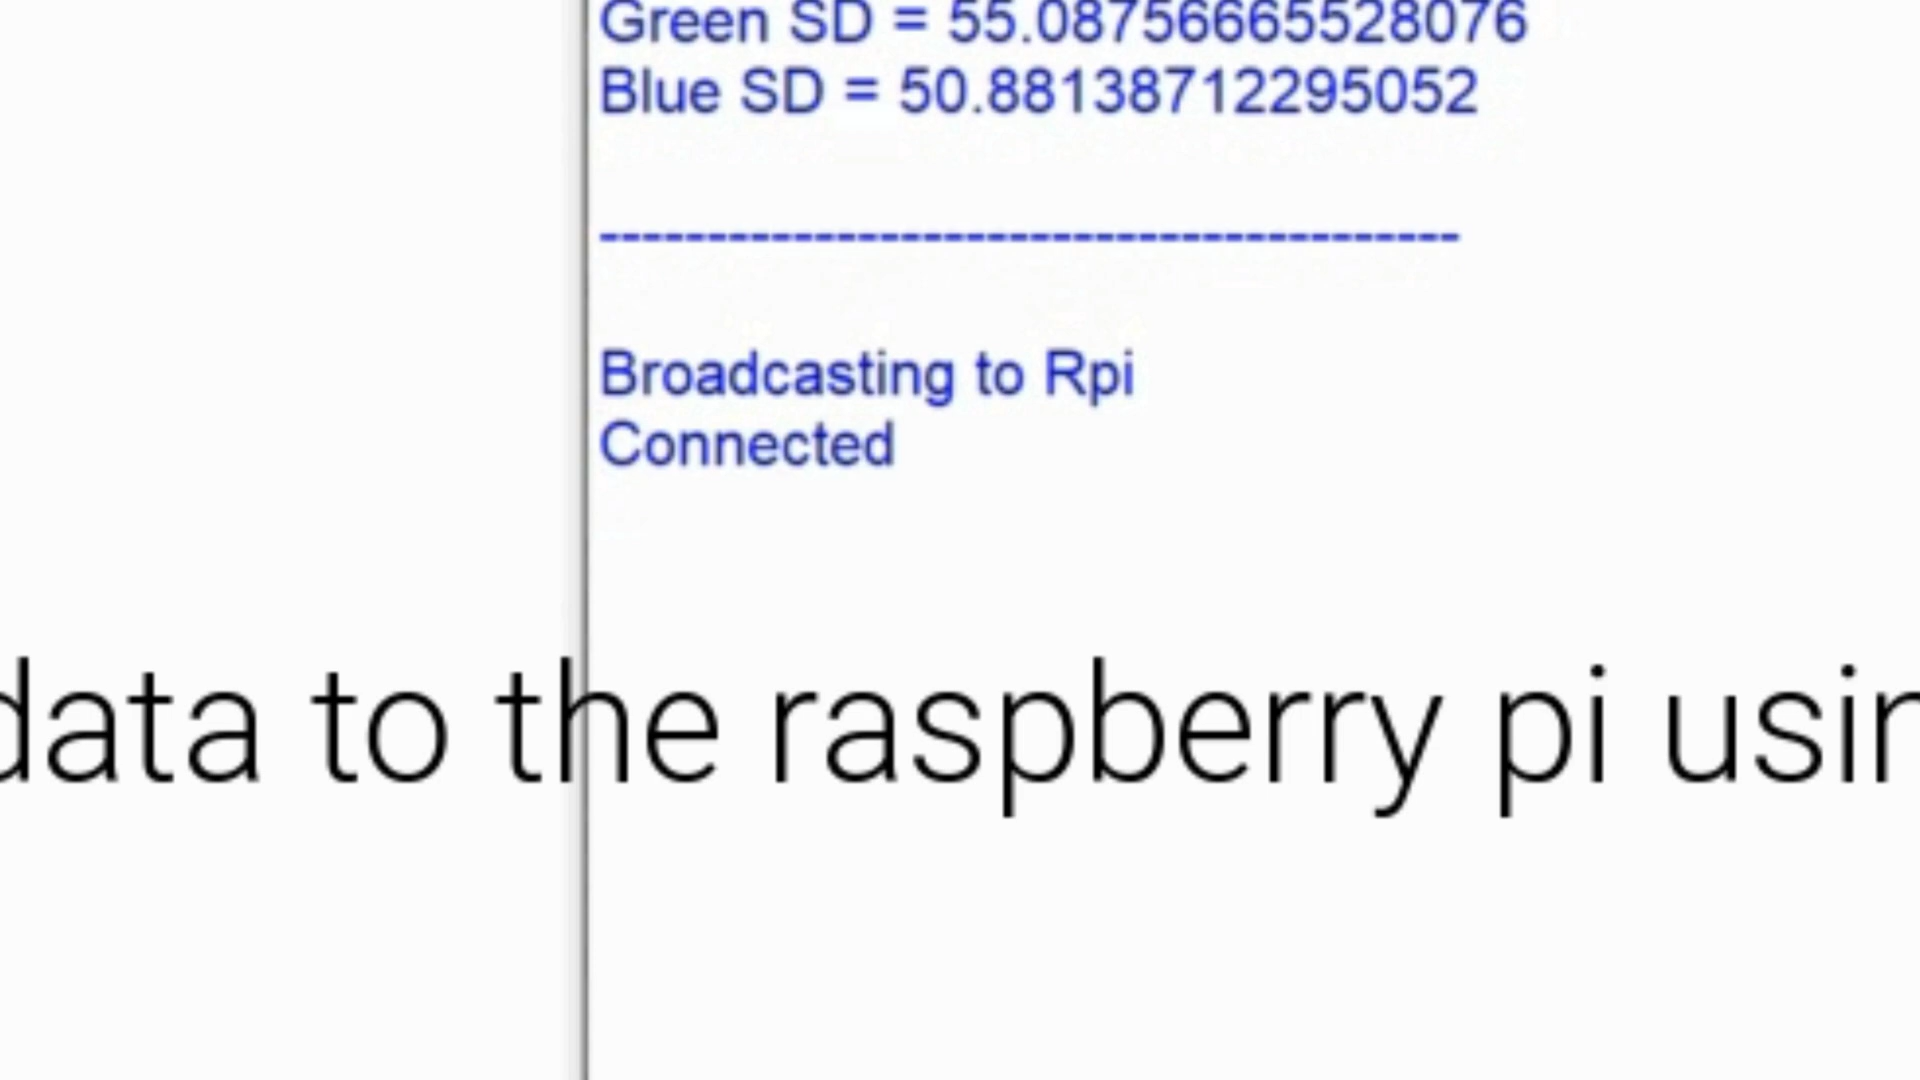 Green SD = 55.08756665528076
Blue SD = 50.88138712295052
----------------------------------------
Broadcasting to Rpi
Connected
data to the raspberry pi usin